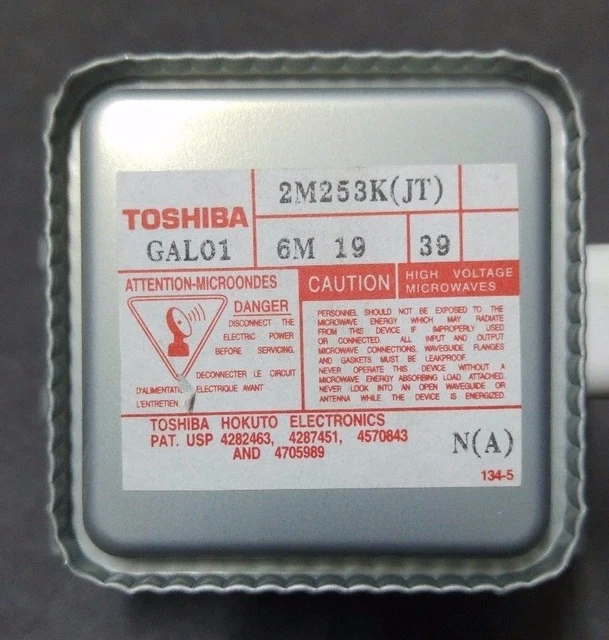 2M253K(JT)
TOSHIBA
GAL01 6M 19 39
ATTENTION-MICROONDES
DANGER
DISCONNECT THE
ELECTRIC POWER
BEFORE SERVICING.
DECONNECTER LE CIRCUIT
D'ALIMENTATION ELECTRIQUE AVANT
L'ENTRETIEN.
CAUTION
HIGH VOLTAGE
MICROWAVES
PERSONNEL SHOULD NOT BE EXPOSED TO THE
MICROWAVE ENERGY WHICH MAY RADIATE
FROM THIS DEVICE IF IMPROPERLY USED
OR CONNECTED. ALL INPUT AND OUTPUT
MICROWAVE CONNECTIONS, WAVEGUIDE FLANGES
AND GASKETS MUST BE LEAKPROOF.
NEVER OPERATE THIS DEVICE WITHOUT A
MICROWAVE ENERGY ABSORBING LOAD ATTACHED.
NEVER LOOK INTO AN OPEN WAVEGUIDE OR
ANTENNA WHILE THE DEVICE IS ENERGIZED.
TOSHIBA HOKUTO ELECTRONICS
PAT. USP 4282463, 4287451, 4570843
AND 4705989
N(A)
134-5